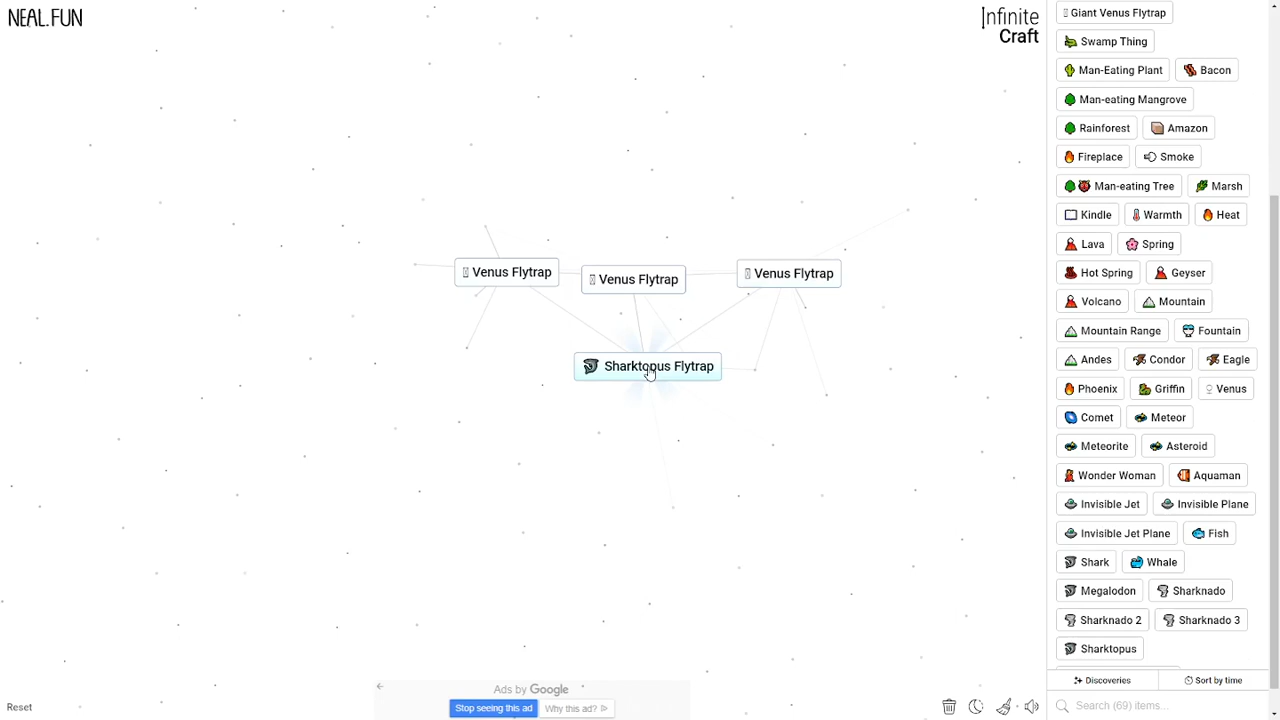 NEAL.FUN
Infinite
Craft
Venus Flytrap
Venus Flytrap
Venus Flytrap
Sharktopus Flytrap
Giant Venus Flytrap
Swamp Thing
Man-Eating Plant Bacon
Man-eating Mangrove
Rainforest Amazon
Fireplace Smoke
Man-eating Tree Marsh
Kindle Warmth Heat
Lava Spring
Hot Spring Geyser
Volcano Mountain
Mountain Range Fountain
Andes Condor Eagle
Phoenix Griffin Venus
Comet Meteor
Meteorite Asteroid
Wonder Woman Aquaman
Invisible Jet Invisible Plane
Invisible Jet Plane Fish
Shark Whale
Megalodon Sharknado
Sharknado 2 Sharknado 3
Sharktopus
Discoveries Sort by time
Search (69) items...
Reset
Ads by Google
Stop seeing this ad Why this ad?